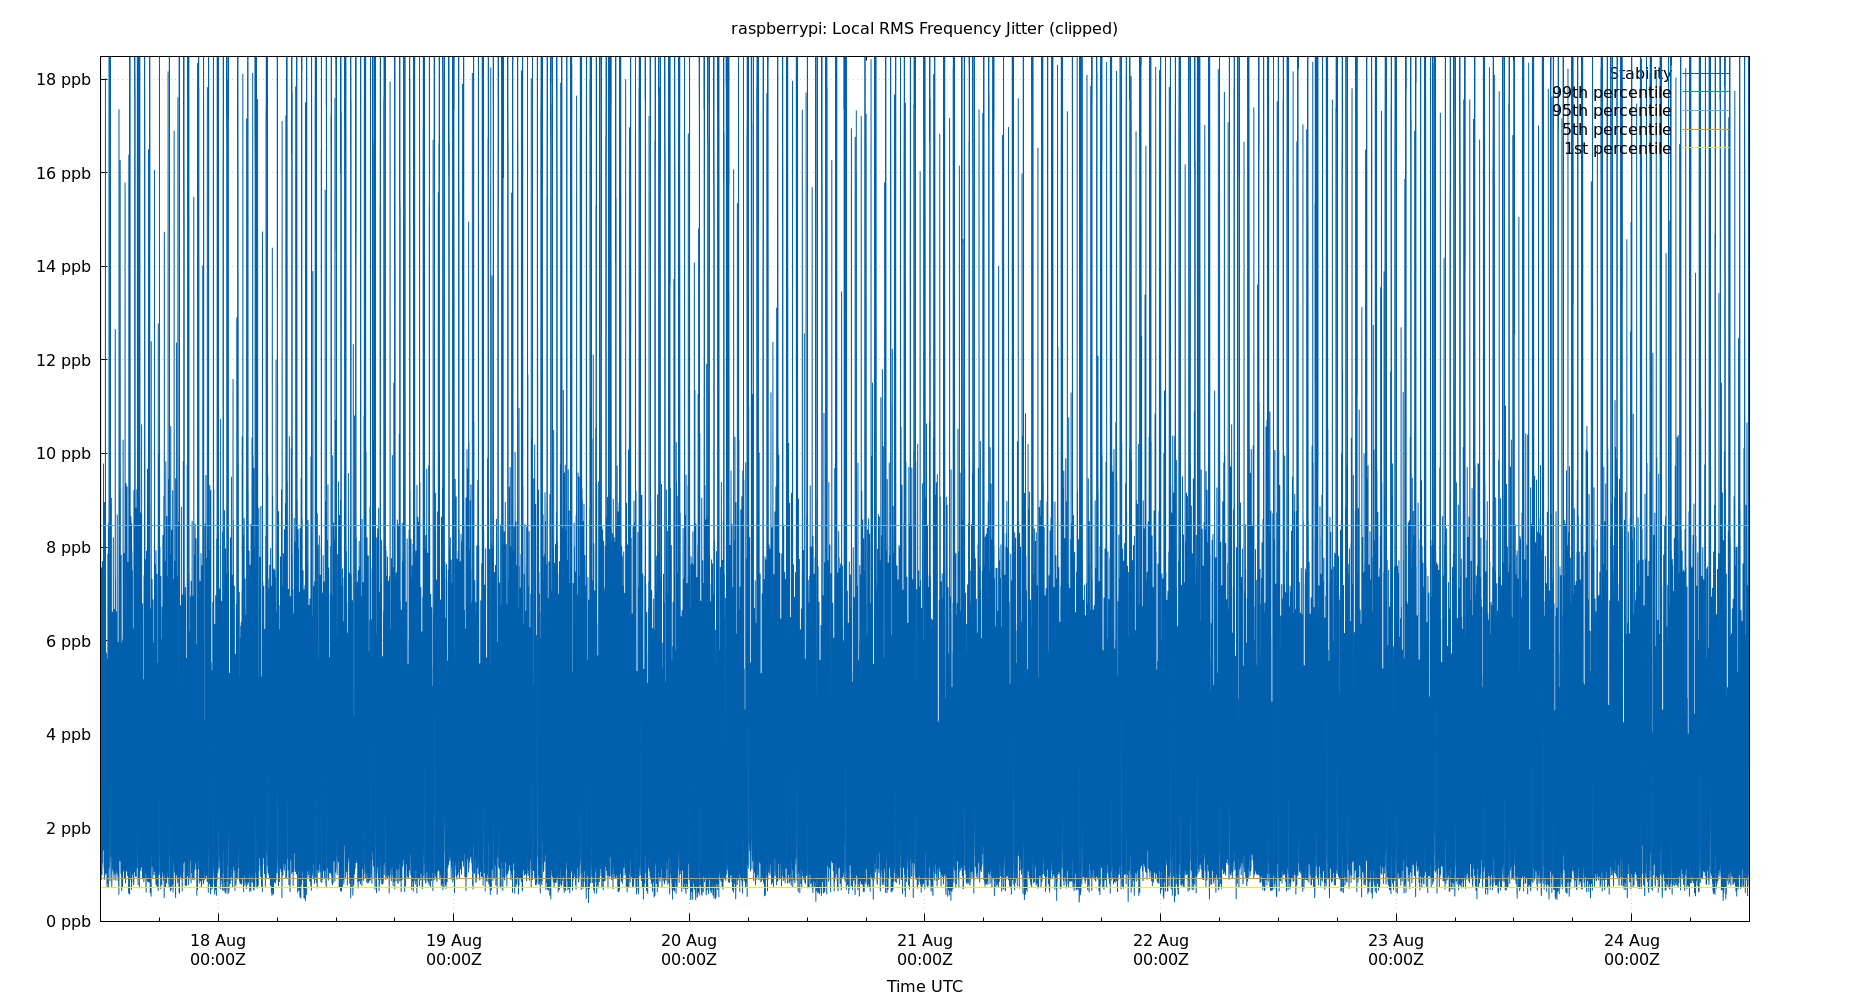 raspberrypi: Local RMS Frequency Jitter (clipped)
18 ppb
16 ppb
14 ppb
12 ppb
10 ppb
8 ppb
6 ppb
4 ppb
2 ppb
0 ppb
Stability
99th percentile
95th percentile
5th percentile
1st percentile
18 Aug 19 Aug 20 Aug 21 Aug 22 Aug 23 Aug 24 Aug
00:00Z 00:00Z 00:00Z 00:00Z 00:00Z 00:00Z 00:00Z
Time UTC